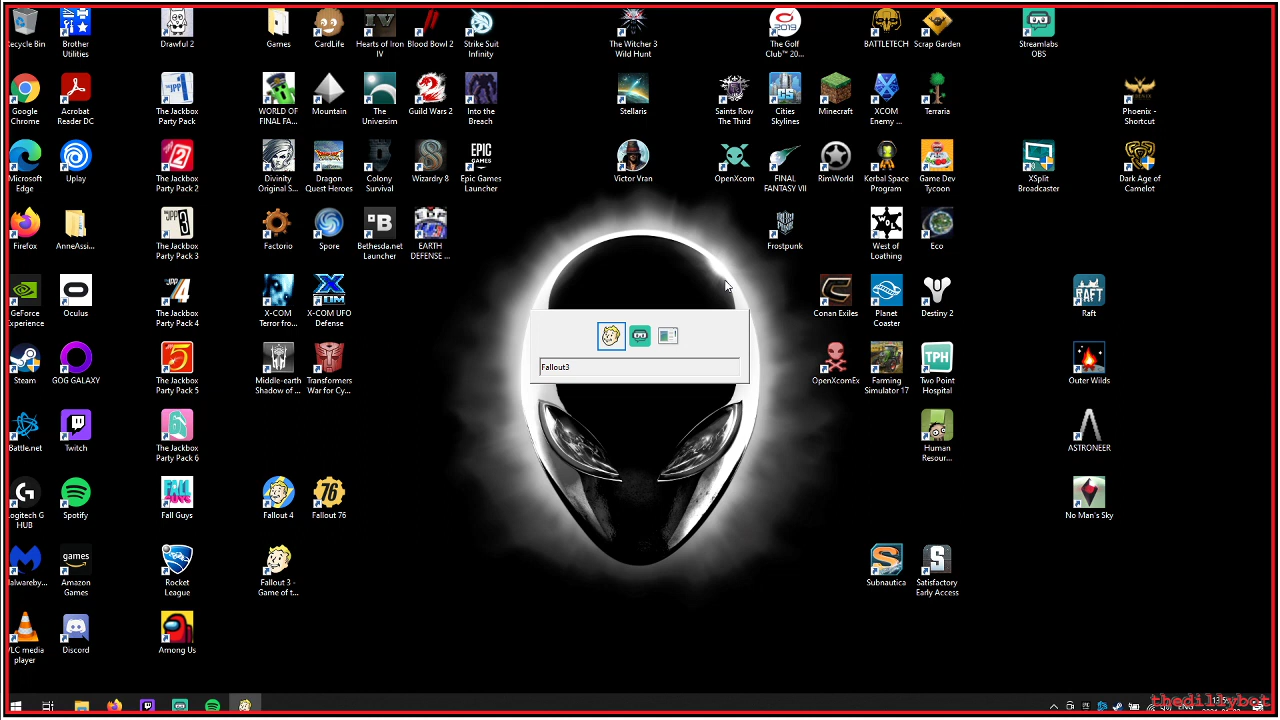 Recycle Bin
Brother
Utilities
Drawful 2
Games
CardLife
Hearts of Iron
IV
Blood Bowl 2
Strike Suit
Infinity
The Witcher 3
Wild Hunt
The Golf
Club™ 20...
BATTLETECH
Scrap Garden
Streamlabs
OBS
Google
Chrome
Acrobat
Reader DC
The Jackbox
Party Pack
WORLD OF
FINAL FA...
Mountain
The
Universim
Guild Wars 2
Into the
Breach
Stellaris
Saints Row
The Third
Cities
Skylines
Minecraft
XCOM
Enemy ...
Terraria
Phoenix -
Shortcut
Microsoft
Edge
Uplay
The Jackbox
Party Pack 2
Divinity
Original S...
Dragon
Quest Heroes
Colony
Survival
Wizardry 8
EPIC
GAMES
Epic Games
Launcher
Victor Vran
OpenXcom
FINAL
FANTASY VII
RimWorld
Kerbal Space
Program
Game Dev
Tycoon
XSplit
Broadcaster
Dark Age of
Camelot
Firefox
AnneAssi...
The Jackbox
Party Pack 3
Factorio
Spore
Bethesda.net
Launcher
EARTH
DEFENSE ...
Frostpunk
West of
Loathing
Eco
GeForce
Experience
Oculus
The Jackbox
Party Pack 4
X-COM
Terror fro...
X-COM UFO
Defense
Conan Exiles
Planet
Coaster
Destiny 2
RAFT
Raft
Steam
GOG GALAXY
The Jackbox
Party Pack 5
Middle-earth
Shadow of ...
Transformers
War for Cy...
Fallout3
OpenXcomEx
Farming
Simulator 17
TPH
Two Point
Hospital
Outer Wilds
Battle.net
Twitch
The Jackbox
Party Pack 6
Human
Resour...
ASTRONEER
Logitech G
HUB
Spotify
Fall Guys
Fallout 4
76
Fallout 76
No Man's Sky
Malwareby...
games
Amazon
Games
Rocket
League
Fallout 3 -
Game of t...
Subnautica
Satisfactory
Early Access
VLC media
player
Discord
Among Us
thedillybot